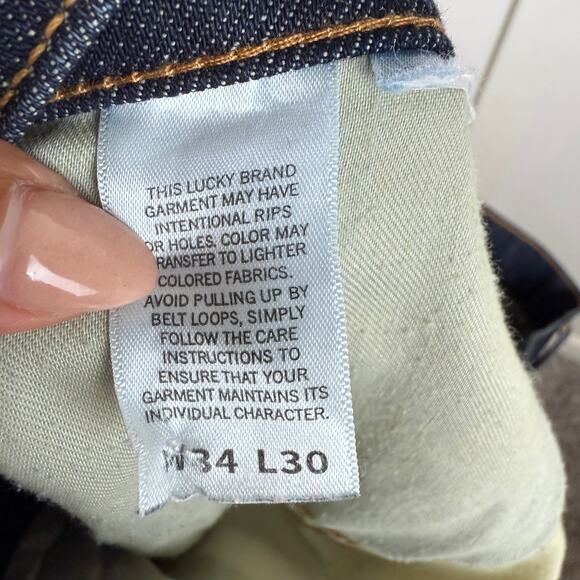 THIS LUCKY BRAND
GARMENT MAY HAVE
INTENTIONAL RIPS
OR HOLES. COLOR MAY
TRANSFER TO LIGHTER
COLORED FABRICS.
AVOID PULLING UP BY
BELT LOOPS, SIMPLY
FOLLOW THE CARE
INSTRUCTIONS TO
ENSURE THAT YOUR
GARMENT MAINTAINS ITS
INDIVIDUAL CHARACTER.
W34 L30